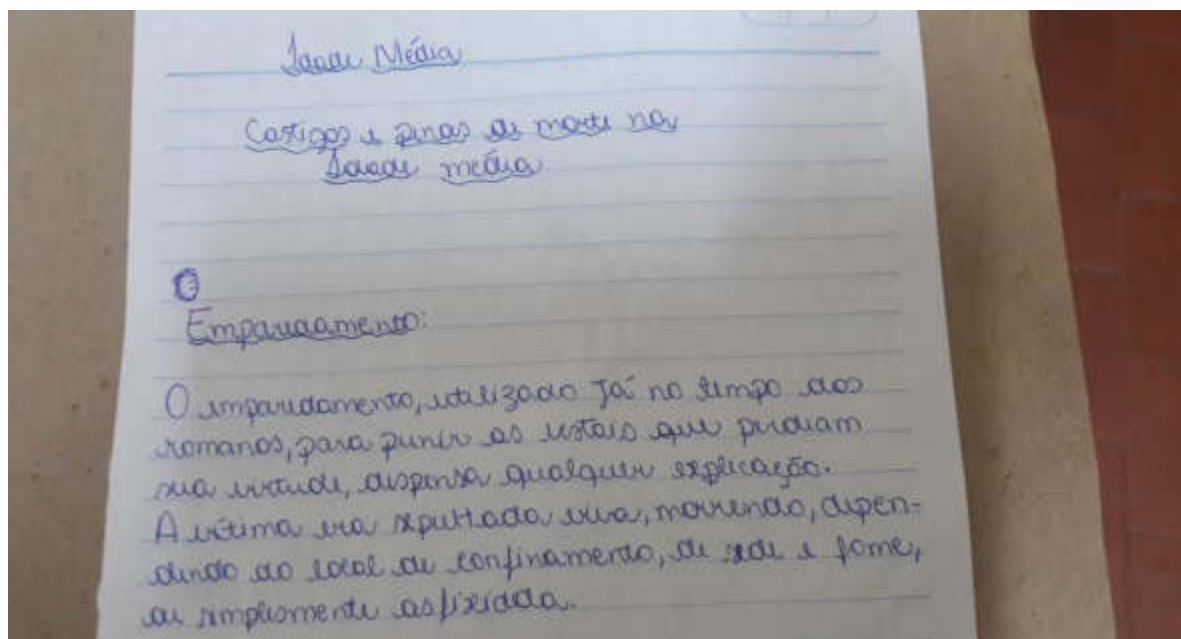 Idade Média
Castigos e penas de morte na
Idade média
Emparedamento:
O emparedamento, utilizado Já no tempo dos
romanos, para punir as vestais que perdiam
sua virtude, dispensa qualquer explicação.
A vítima era sepultada viva, morrendo, depen-
dendo do local de confinamento, de sede e fome,
ou simplesmente asfixidada.